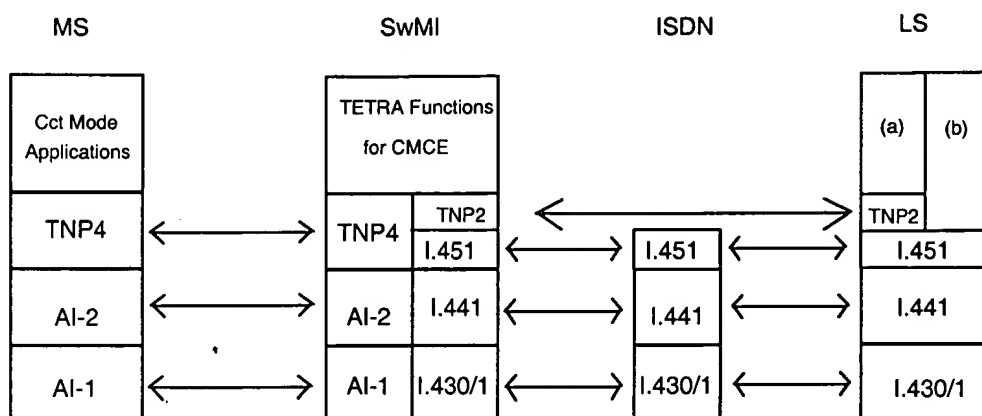 MS SwMI ISDN LS
Cct Mode
Applications
TETRA Functions
for CMCE
(a) (b)
TNP4 TNP4 TNP2 TNP2
I.451 I.451 I.451
AI-2 AI-2 I.441 I.441 I.441
AI-1 AI-1 I.430/1 I.430/1 I.430/1